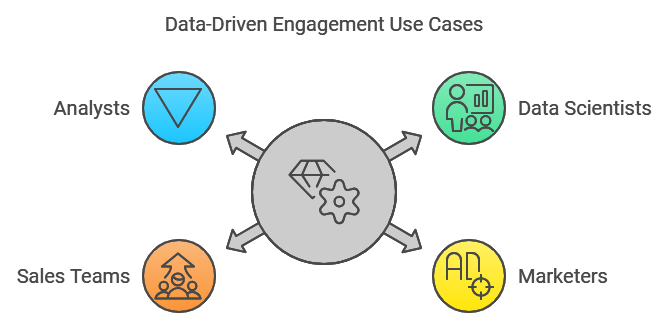 Data-Driven Engagement Use Cases
Analysts
Data Scientists
Sales Teams
Marketers
AD